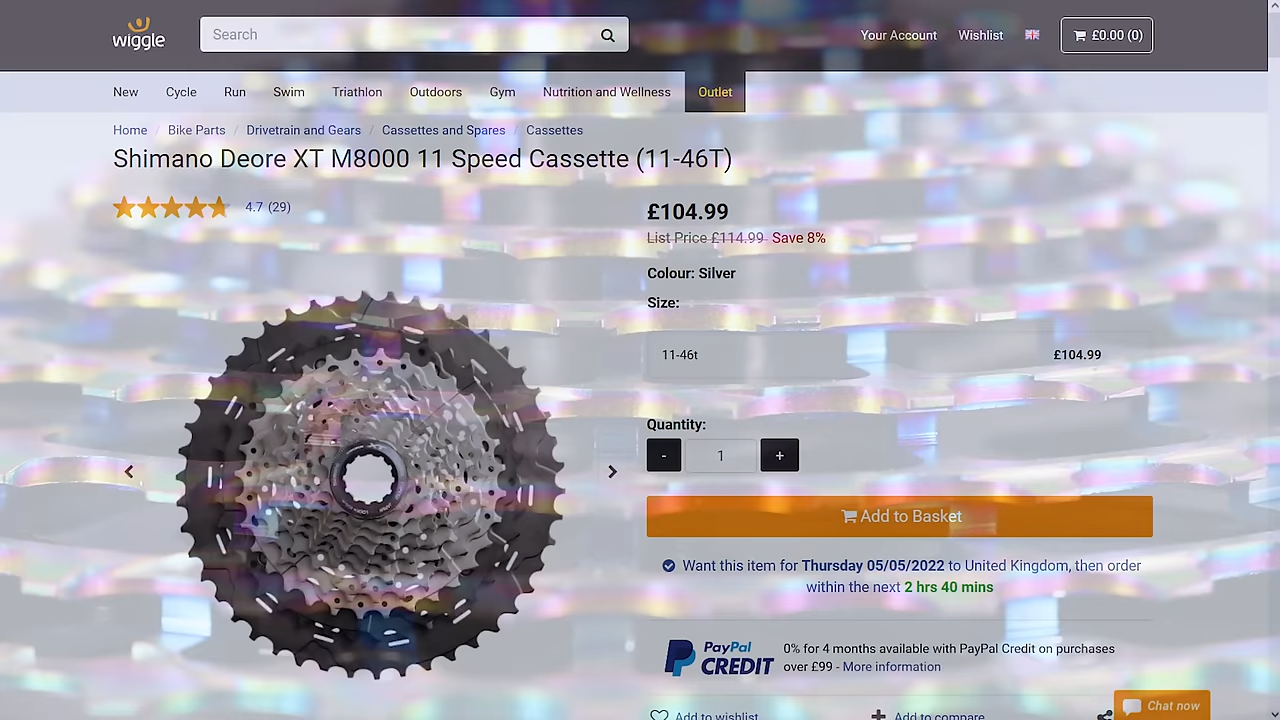 wiggle
Search
Your Account
Wishlist
£0.00 (0)
New
Cycle
Run
Swim
Triathlon
Outdoors
Gym
Nutrition and Wellness
Outlet
Home / Bike Parts / Drivetrain and Gears / Cassettes and Spares / Cassettes
Shimano Deore XT M8000 11 Speed Cassette (11-46T)
4.7 (29)
£104.99
List Price £114.99 Save 8%
Colour: Silver
Size:
11-46t £104.99
Quantity:
- 1 +
Add to Basket
Want this item for Thursday 05/05/2022 to United Kingdom, then order
within the next 2 hrs 40 mins
PayPal
CREDIT
0% for 4 months available with PayPal Credit on purchases
over £99 - More information
Add to wishlist
Add to compare
Chat now